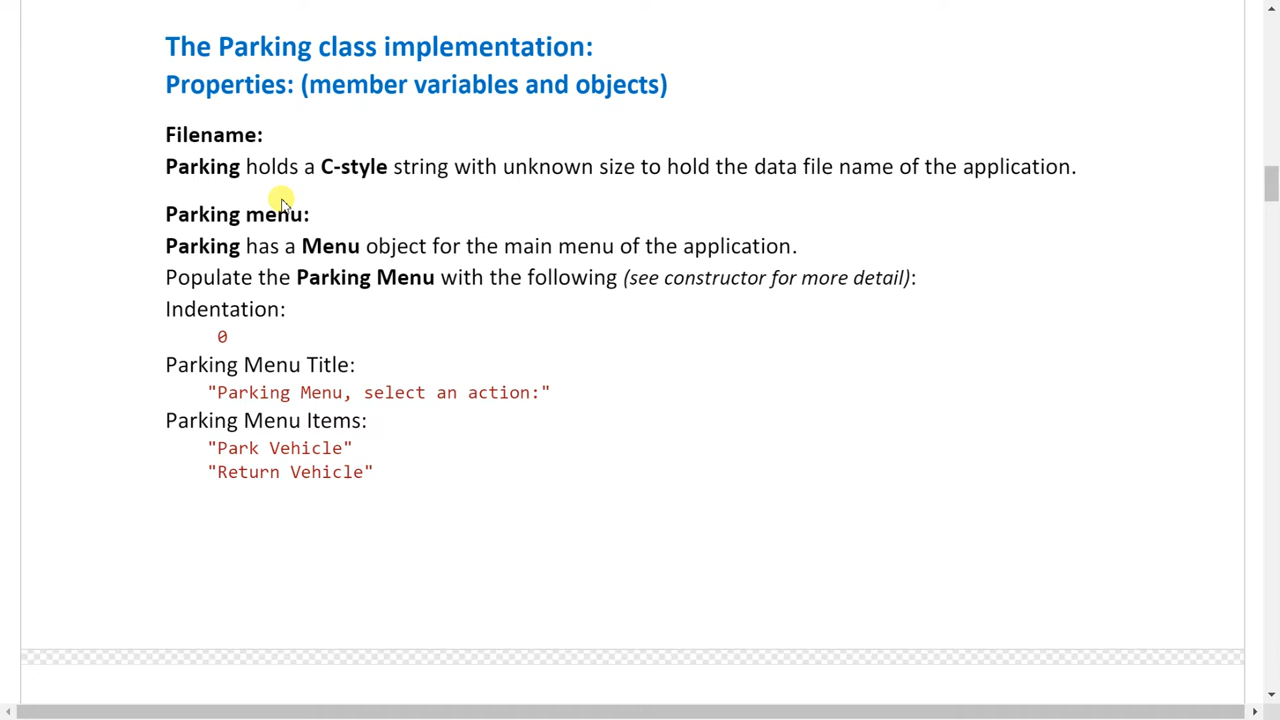 The Parking class implementation:
Properties: (member variables and objects)
Filename:
Parking holds a C-style string with unknown size to hold the data file name of the application.
Parking menu:
Parking has a Menu object for the main menu of the application.
Populate the Parking Menu with the following (see constructor for more detail):
Indentation:
0
Parking Menu Title:
"Parking Menu, select an action:"
Parking Menu Items:
"Park Vehicle"
"Return Vehicle"